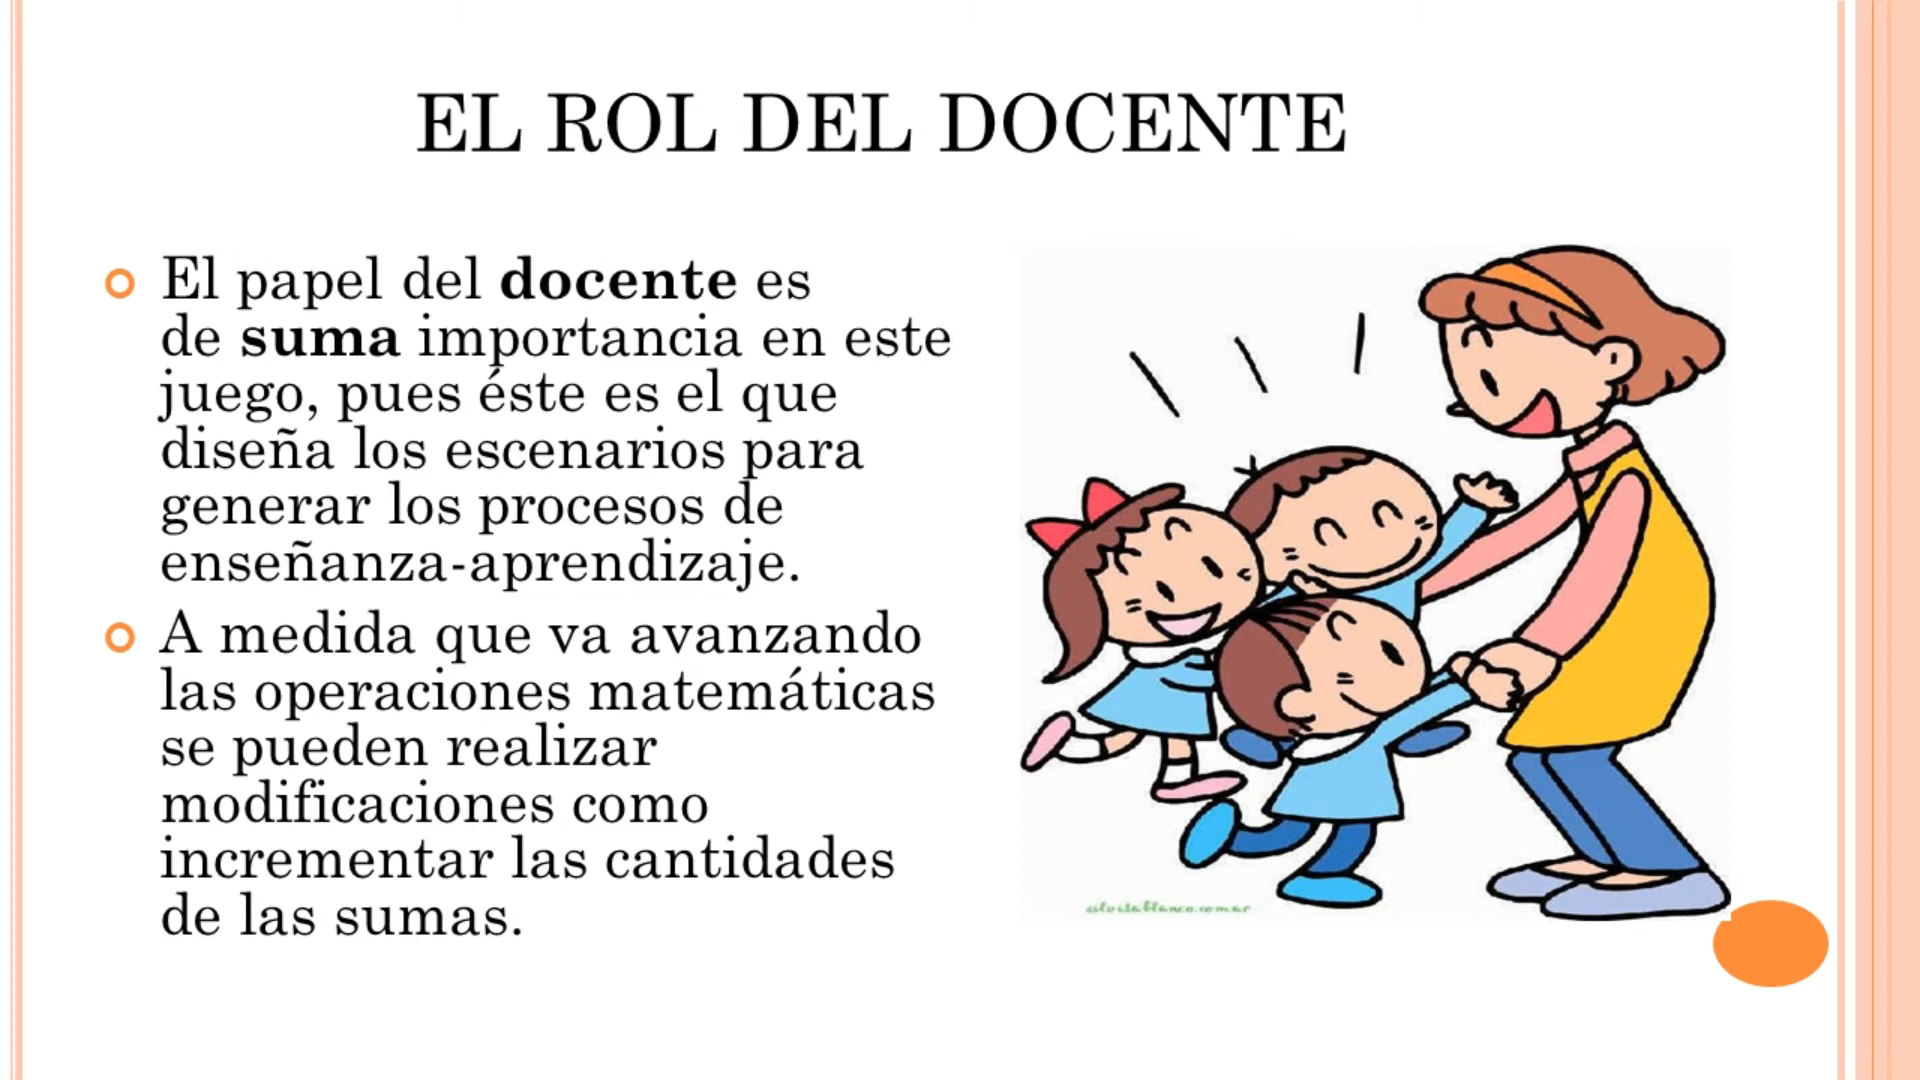 EL ROL DEL DOCENTE
El papel del docente es
de suma importancia en este
juego, pues éste es el que
diseña los escenarios para
generar los procesos de
enseñanza-aprendizaje.
A medida que va avanzando
las operaciones matemáticas
se pueden realizar
modificaciones como
incrementar las cantidades
de las sumas.